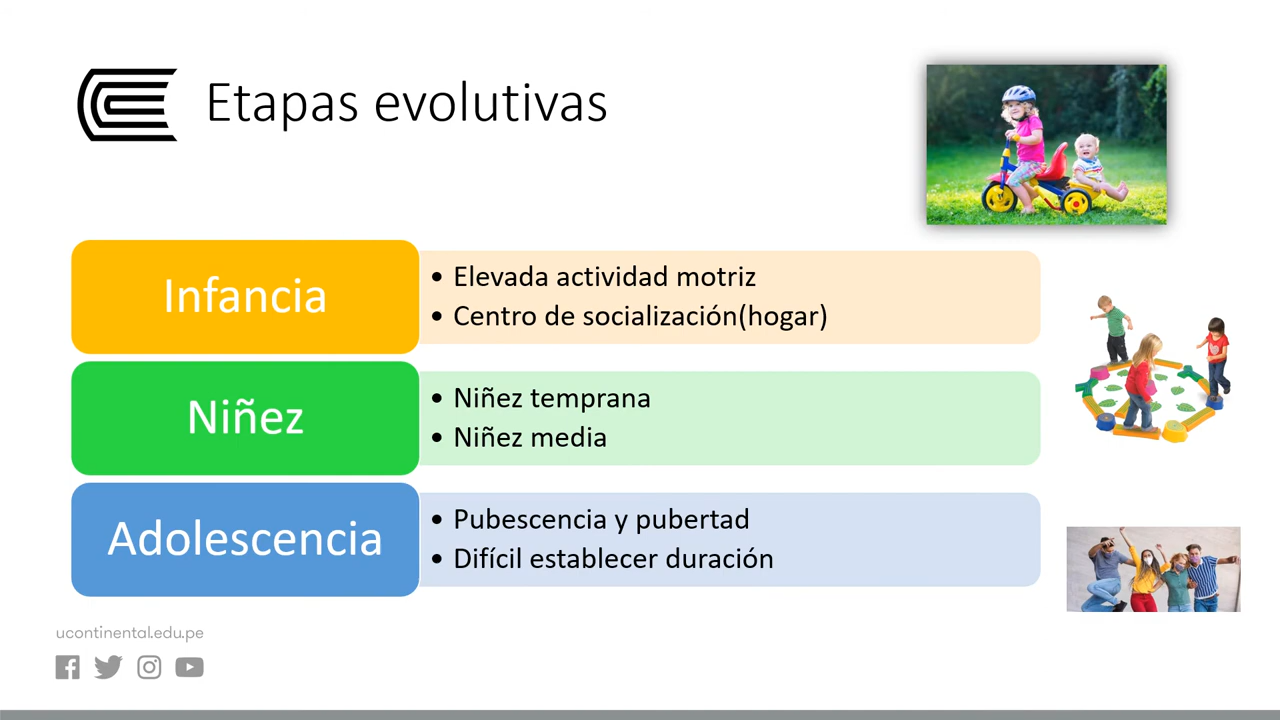 Etapas evolutivas
Infancia
• Elevada actividad motriz
• Centro de socialización(hogar)
Niñez
• Niñez temprana
• Niñez media
Adolescencia
• Pubescencia y pubertad
• Difícil establecer duración
ucontinental.edu.pe